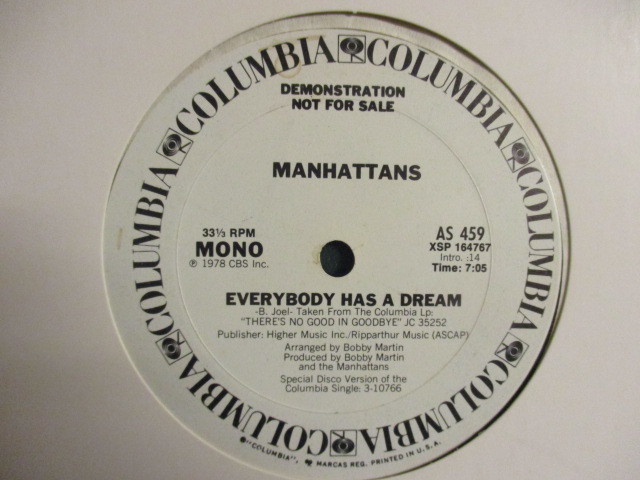 COLUMBIA COLUMBIA COLUMBIA COLUMBIA COLUMBIA COLUMBIA
DEMONSTRATION
NOT FOR SALE
MANHATTANS
33⅓ RPM
MONO
℗ 1978 CBS Inc.
AS 459
XSP 164767
Intro. :14
Time: 7:05
EVERYBODY HAS A DREAM
-B. Joel- Taken From The Columbia Lp:
"THERE'S NO GOOD IN GOODBYE" JC 35252
Publisher: Higher Music Inc./Ripparthur Music (ASCAP)
Arranged by Bobby Martin
Produced by Bobby Martin
and the Manhattans
Special Disco Version of the
Columbia Single: 3-10766
"COLUMBIA", MARCAS REG. PRINTED IN U.S.A.